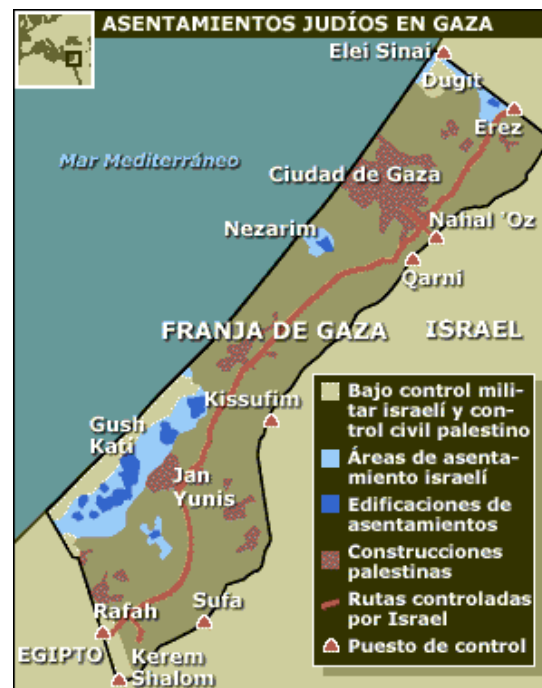 ASENTAMIENTOS JUDÍOS EN GAZA
Elei Sinai
Dugit
Erez
Mar Mediterráneo
Ciudad de Gaza
Nezarim
Nahal 'Oz
Qarni
FRANJA DE GAZA
ISRAEL
Kissufim
Gush
Kati
Jan
Yunis
Rafah
Sufa
EGIPTO
Kerem
Shalom
Bajo control mili-
tar israelí y con-
trol civil palestino
Áreas de asenta-
miento israelí
Edificaciones de
asentamientos
Construcciones
palestinas
Rutas controladas
por Israel
Puesto de control